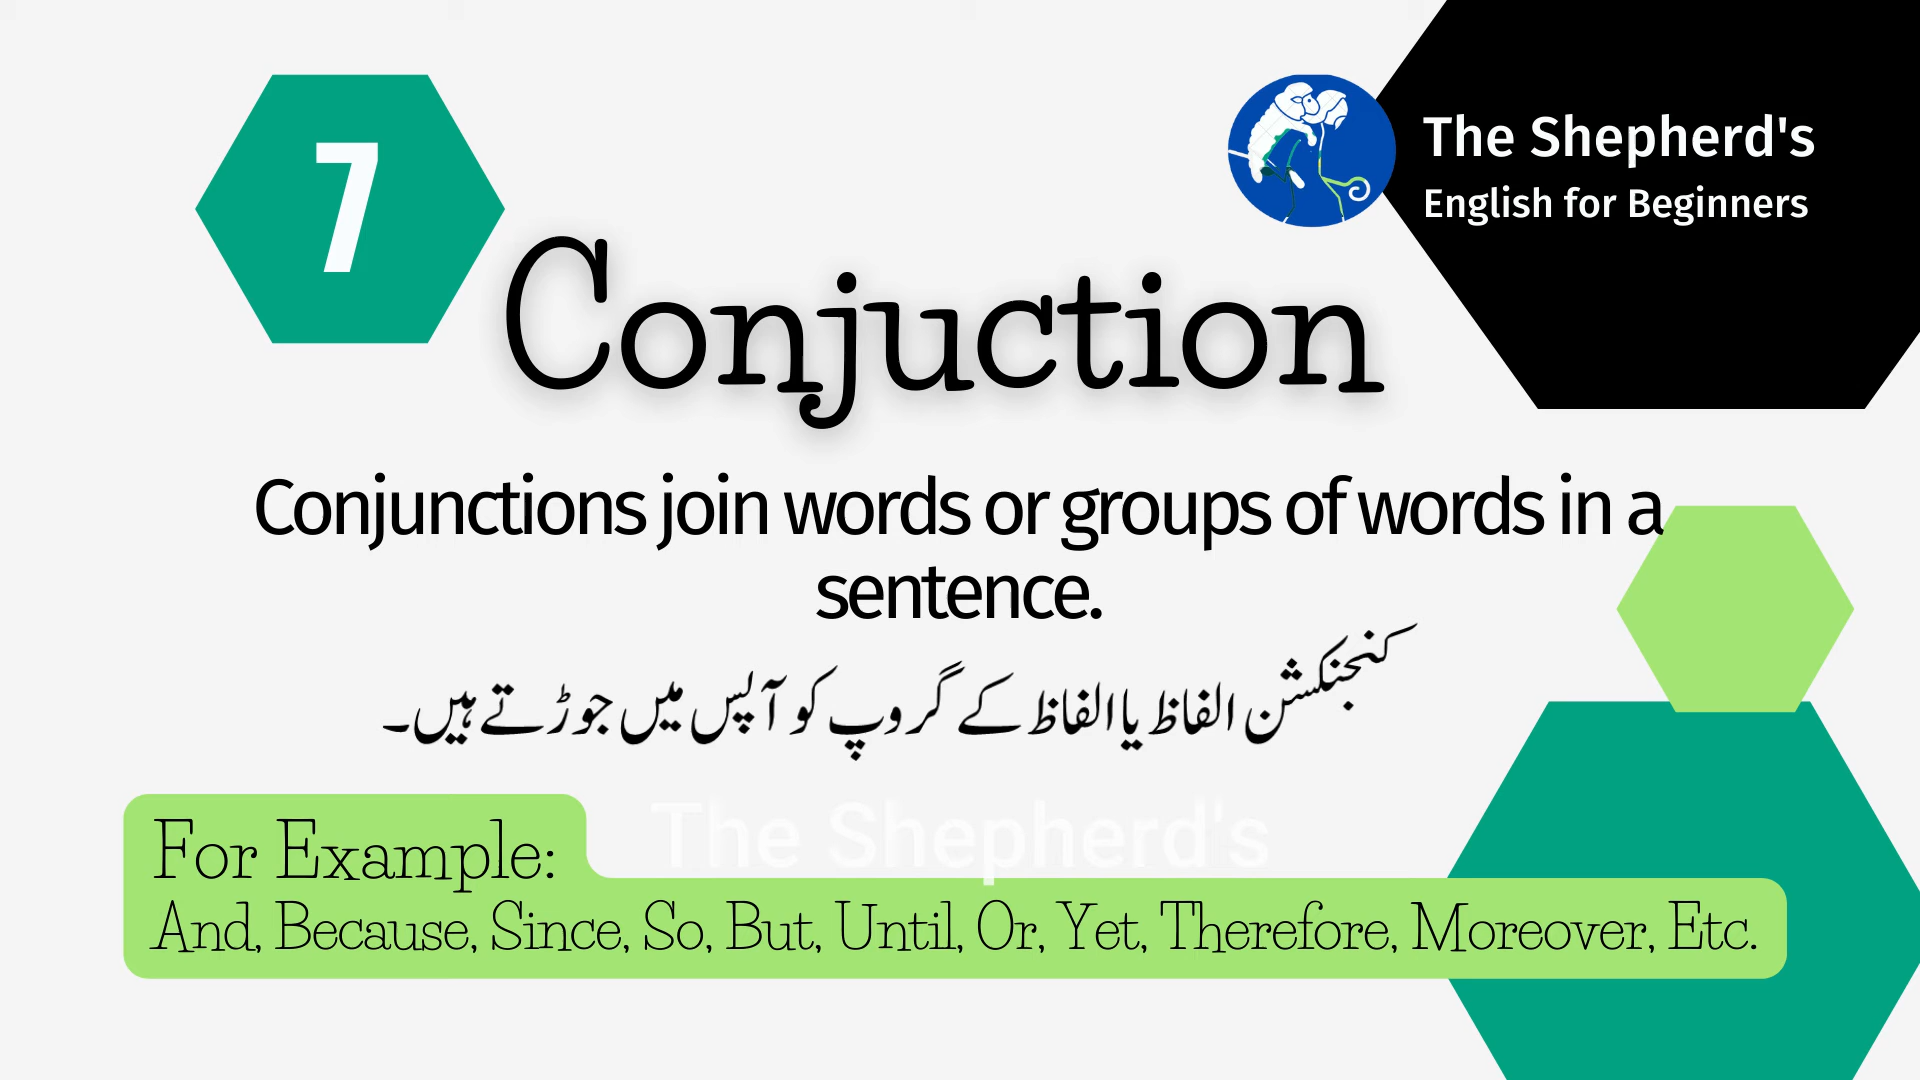 7
The Shepherd's
English for Beginners
Conjuction
Conjunctions join words or groups of words in a
sentence.
کنجنکشن الفاظ یا الفاظ کے گروپ کو آپس میں جوڑتے ہیں۔
The Shepherd's
For Example:
And, Because, Since, So, But, Until, Or, Yet, Therefore, Moreover, Etc.